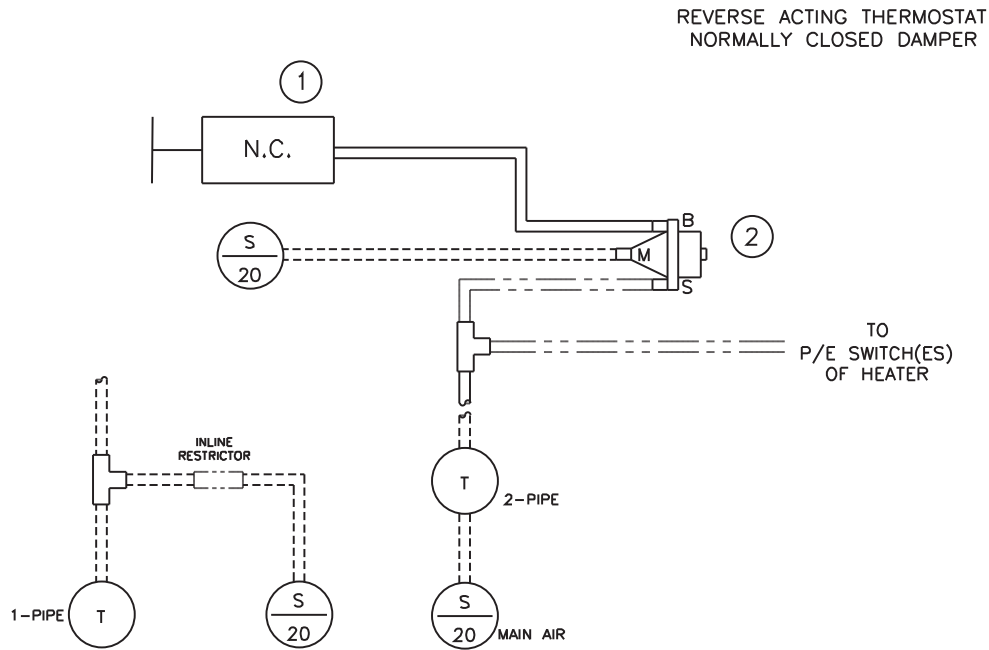 REVERSE ACTING THERMOSTAT
NORMALLY CLOSED DAMPER
1
N.C.
B
2
S
20
M
S
TO
P/E SWITCH(ES)
OF HEATER
INLINE
RESTRICTOR
T
2-PIPE
1-PIPE
T
S
20
S
20
MAIN AIR